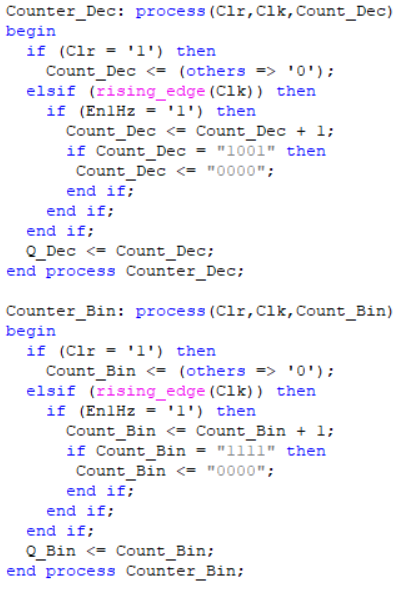 Counter_Dec: process(Clr,Clk,Count_Dec)
begin
  if (Clr = '1') then
    Count_Dec <= (others => '0');
  elsif (rising_edge(Clk)) then
    if (En1Hz = '1') then
      Count_Dec <= Count_Dec + 1;
      if Count_Dec = "1001" then
       Count_Dec <= "0000";
      end if;
    end if;
  end if;
  Q_Dec <= Count_Dec;
end process Counter_Dec;

Counter_Bin: process(Clr,Clk,Count_Bin)
begin
  if (Clr = '1') then
    Count_Bin <= (others => '0');
  elsif (rising_edge(Clk)) then
    if (En1Hz = '1') then
      Count_Bin <= Count_Bin + 1;
      if Count_Bin = "1111" then
       Count_Bin <= "0000";
      end if;
    end if;
  end if;
  Q_Bin <= Count_Bin;
end process Counter_Bin;